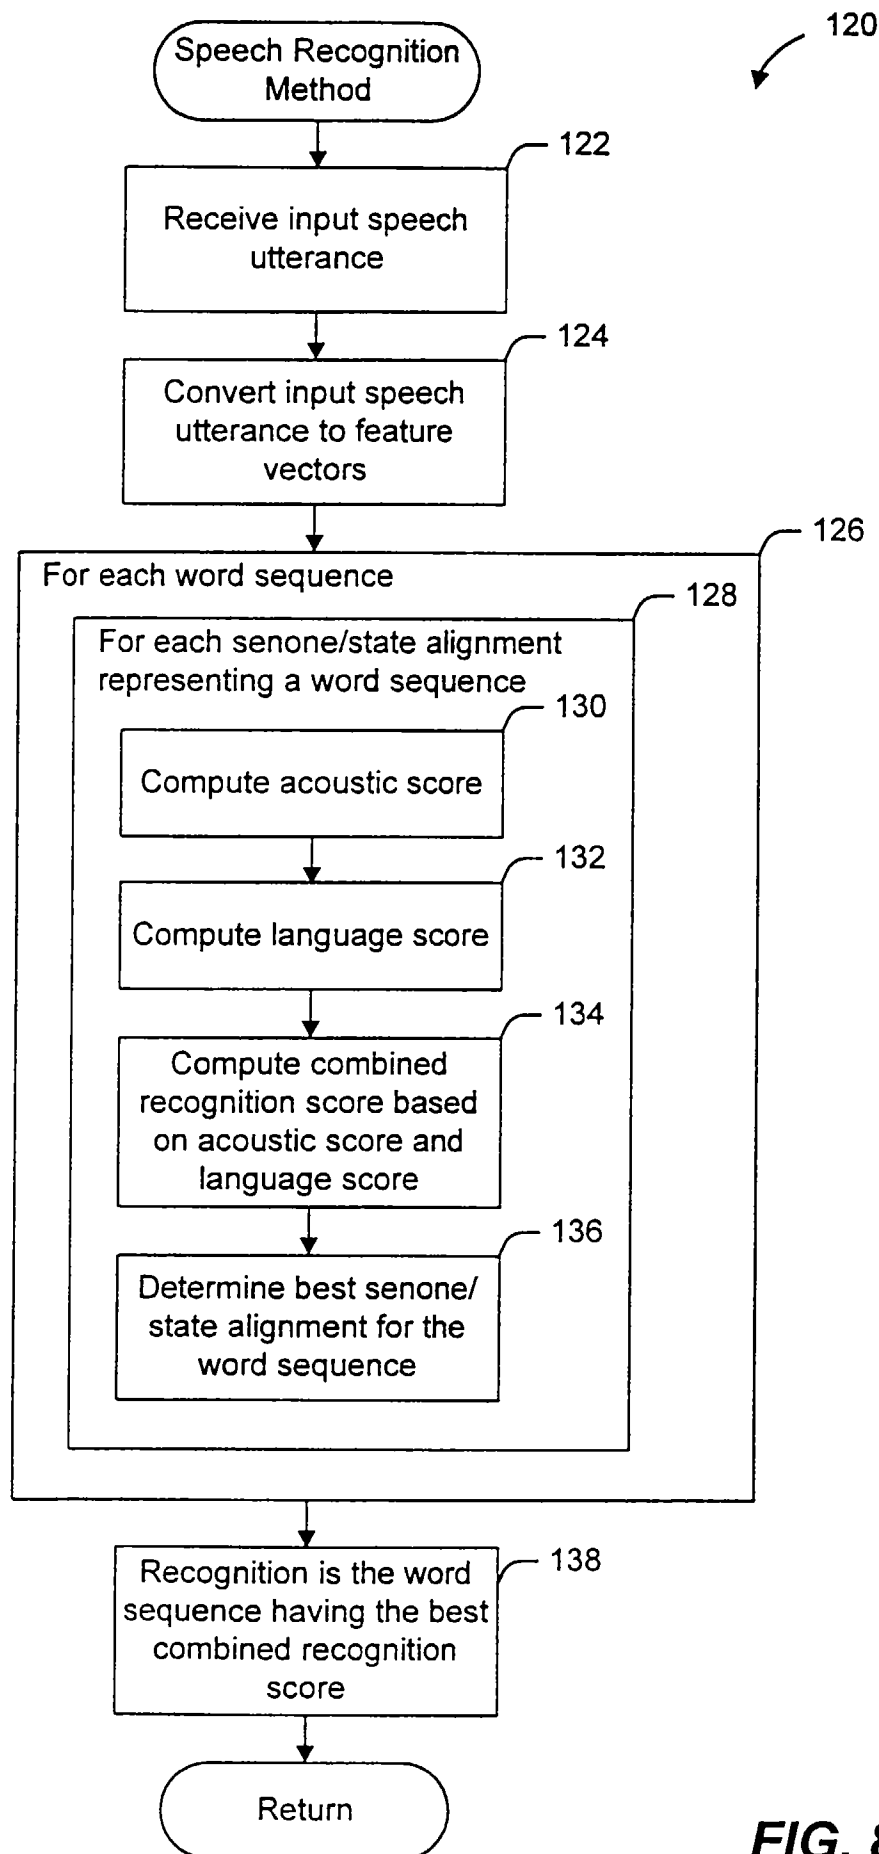 120
Speech Recognition
Method
122
Receive input speech
utterance
124
Convert input speech
utterance to feature
vectors
126
For each word sequence
128
For each senone/state alignment
representing a word sequence
130
Compute acoustic score
132
Compute language score
134
Compute combined
recognition score based
on acoustic score and
language score
136
Determine best senone/
state alignment for the
word sequence
138
Recognition is the word
sequence having the best
combined recognition
score
Return
FIG. 8